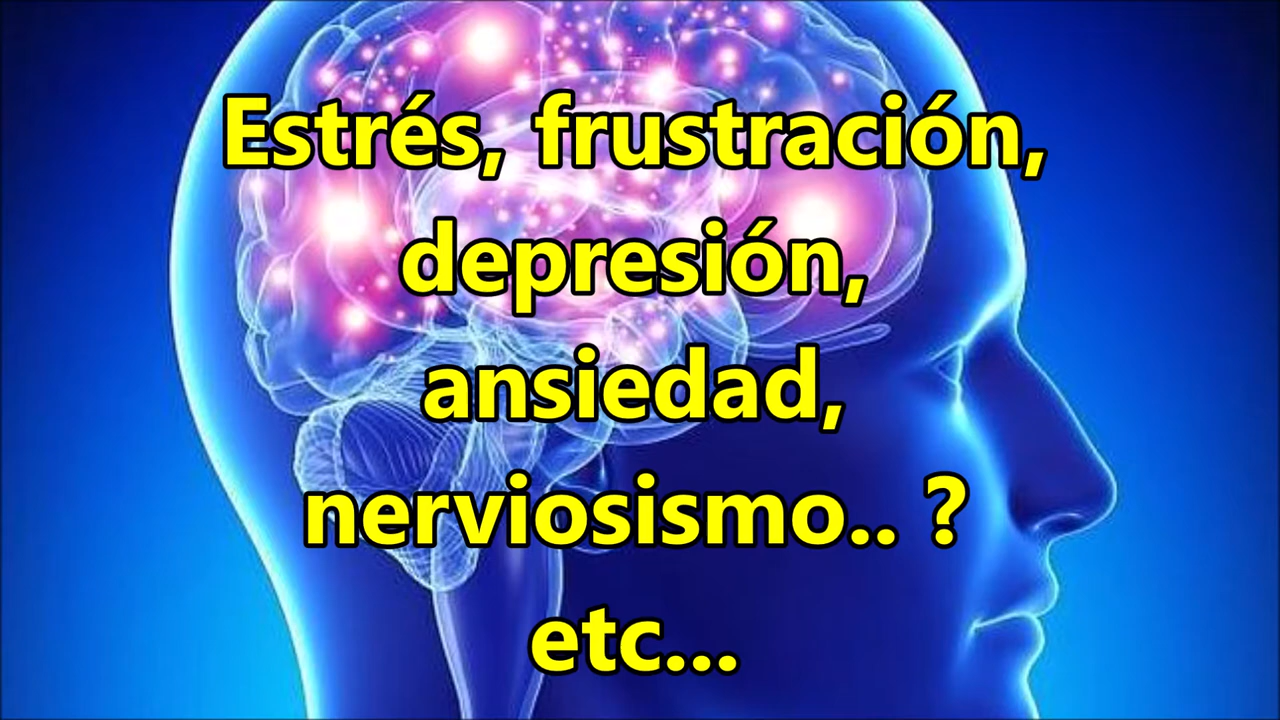 Estrés, frustración,
depresión,
ansiedad,
nerviosismo.. ?
etc...